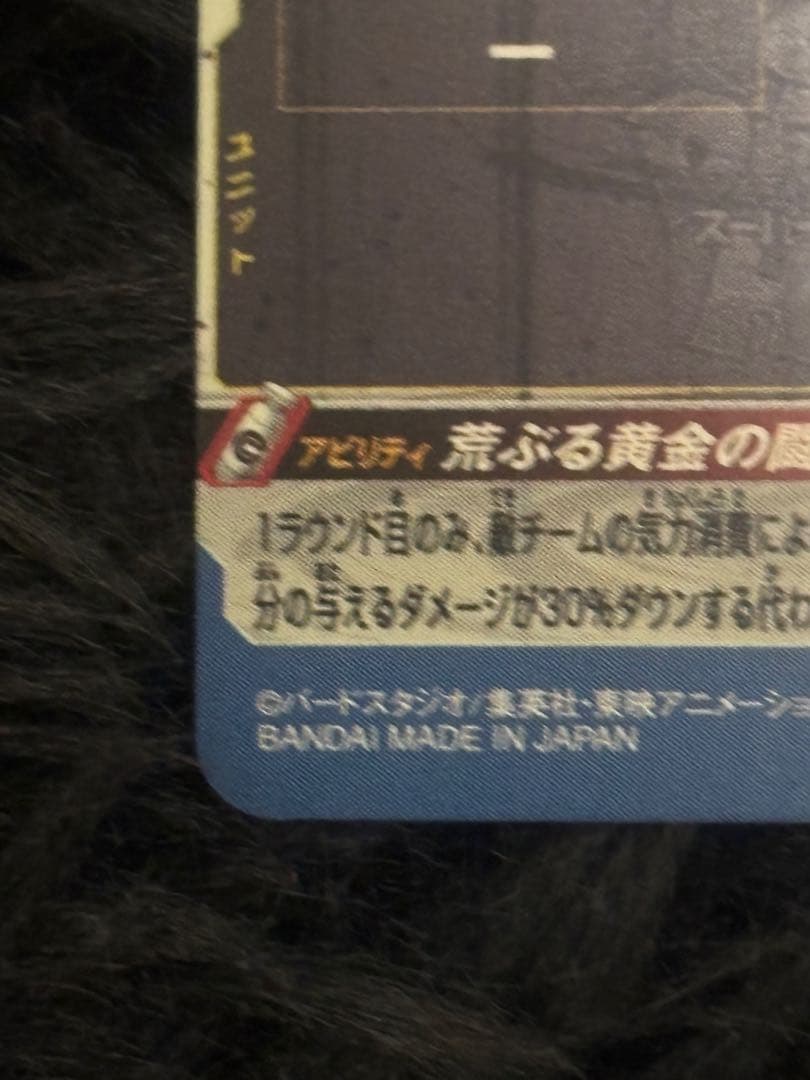 ユニット
アビリティ 荒ぶる黄金の闘
1ラウンド目のみ、敵チームの気力消費によ
分の与えるダメージが30%ダウンする代わ
©バードスタジオ/集英社・東映アニメーショ
BANDAI MADE IN JAPAN